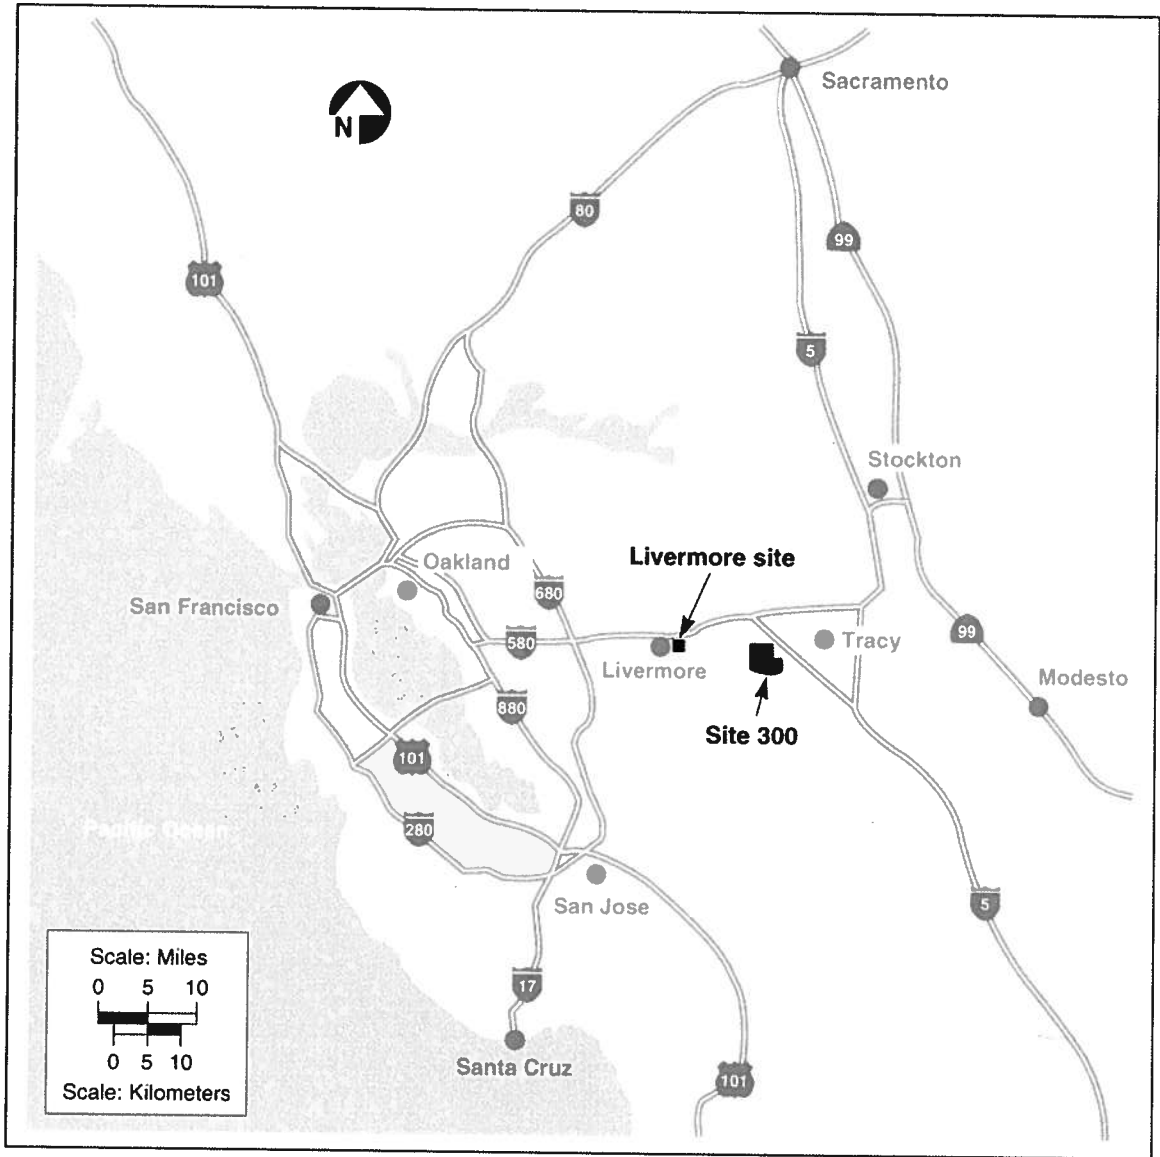 Sacramento
N
80
99
101
5
Stockton
Livermore site
Oakland
680
San Francisco
580
Tracy
99
Livermore
Modesto
880
Site 300
101
Pacific Ocean
280
San Jose
5
Scale: Miles
0 5 10
17
0 5 10
Santa Cruz
Scale: Kilometers
101